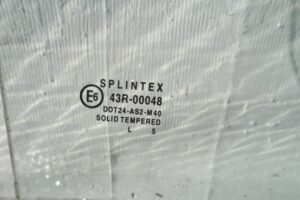 SPLINTEX
E6 43R-00048
DOT24-AS2-M40
SOLID TEMPERED
L 5